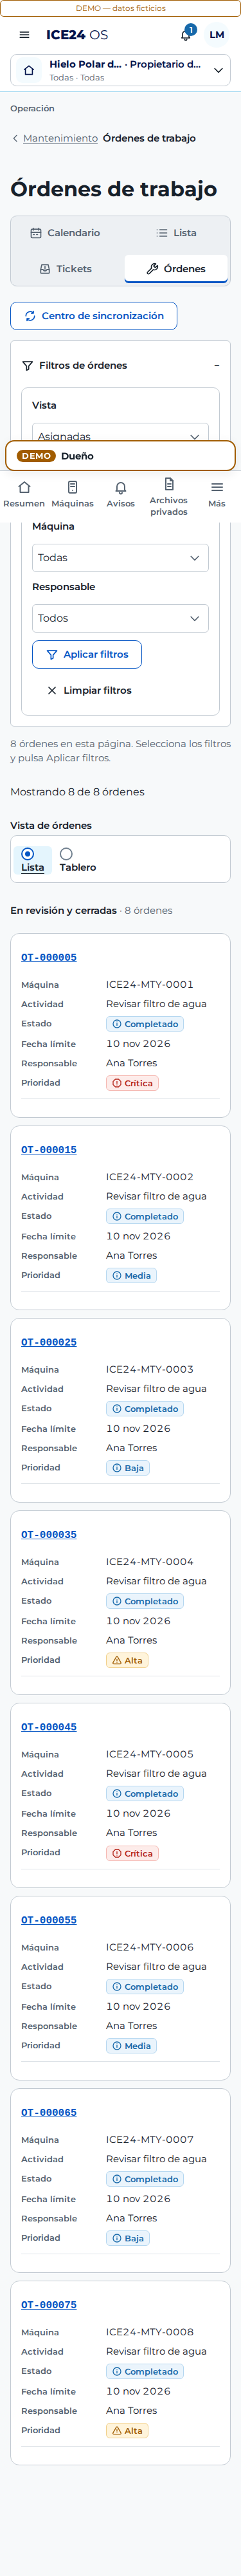 DEMO — datos ficticios
ICE24 OS
1
LM
Hielo Polar d... · Propietario d...
Todas · Todas
Operación
Mantenimiento Órdenes de trabajo
Órdenes de trabajo
Calendario
Lista
Tickets
Órdenes
Centro de sincronización
Filtros de órdenes
−
Vista
Asignadas
DEMO Dueño
Resumen
Máquinas
Avisos
Archivos privados
Más
Máquina
Todas
Responsable
Todos
Aplicar filtros
Limpiar filtros
8 órdenes en esta página. Selecciona los filtros
y pulsa Aplicar filtros.
Mostrando 8 de 8 órdenes
Vista de órdenes
Lista
Tablero
En revisión y cerradas · 8 órdenes
OT-000005
Máquina ICE24-MTY-0001
Actividad Revisar filtro de agua
Estado Completado
Fecha límite 10 nov 2026
Responsable Ana Torres
Prioridad Crítica
OT-000015
Máquina ICE24-MTY-0002
Actividad Revisar filtro de agua
Estado Completado
Fecha límite 10 nov 2026
Responsable Ana Torres
Prioridad Media
OT-000025
Máquina ICE24-MTY-0003
Actividad Revisar filtro de agua
Estado Completado
Fecha límite 10 nov 2026
Responsable Ana Torres
Prioridad Baja
OT-000035
Máquina ICE24-MTY-0004
Actividad Revisar filtro de agua
Estado Completado
Fecha límite 10 nov 2026
Responsable Ana Torres
Prioridad Alta
OT-000045
Máquina ICE24-MTY-0005
Actividad Revisar filtro de agua
Estado Completado
Fecha límite 10 nov 2026
Responsable Ana Torres
Prioridad Crítica
OT-000055
Máquina ICE24-MTY-0006
Actividad Revisar filtro de agua
Estado Completado
Fecha límite 10 nov 2026
Responsable Ana Torres
Prioridad Media
OT-000065
Máquina ICE24-MTY-0007
Actividad Revisar filtro de agua
Estado Completado
Fecha límite 10 nov 2026
Responsable Ana Torres
Prioridad Baja
OT-000075
Máquina ICE24-MTY-0008
Actividad Revisar filtro de agua
Estado Completado
Fecha límite 10 nov 2026
Responsable Ana Torres
Prioridad Alta